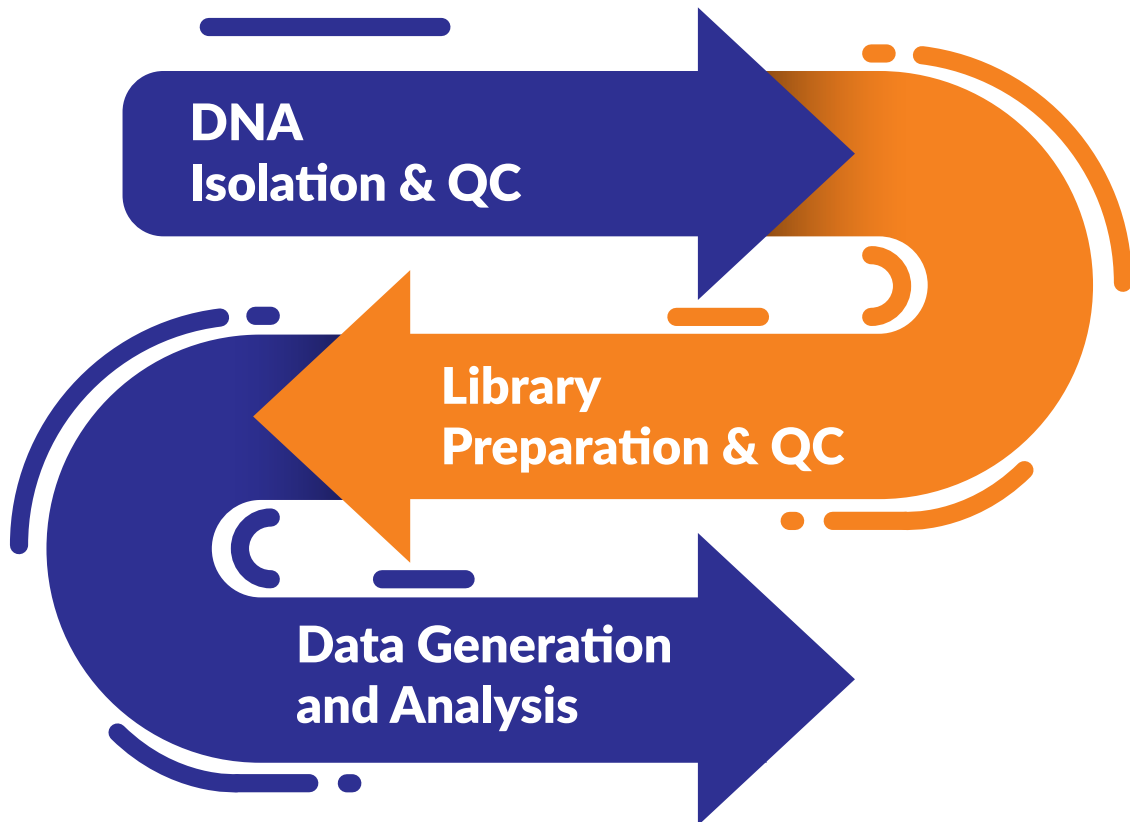 DNA
Isolation & QC
Library
Preparation & QC
Data Generation
and Analysis